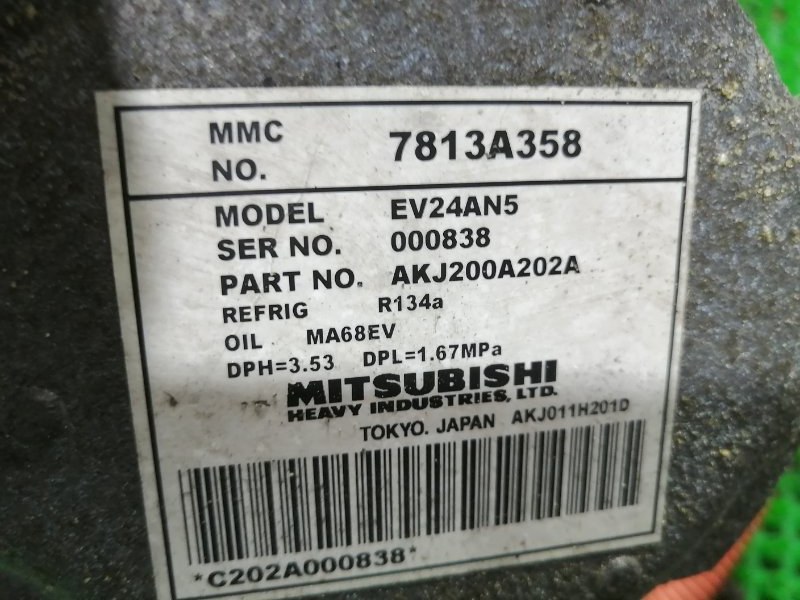 MMC NO. 7813A358
MODEL EV24AN5
SER NO. 000838
PART NO. AKJ200A202A
REFRIG R134a
OIL MA68EV
DPH=3.53 DPL=1.67MPa
MITSUBISHI
HEAVY INDUSTRIES, LTD.
TOKYO. JAPAN AKJ011H201D
*C202A000838*